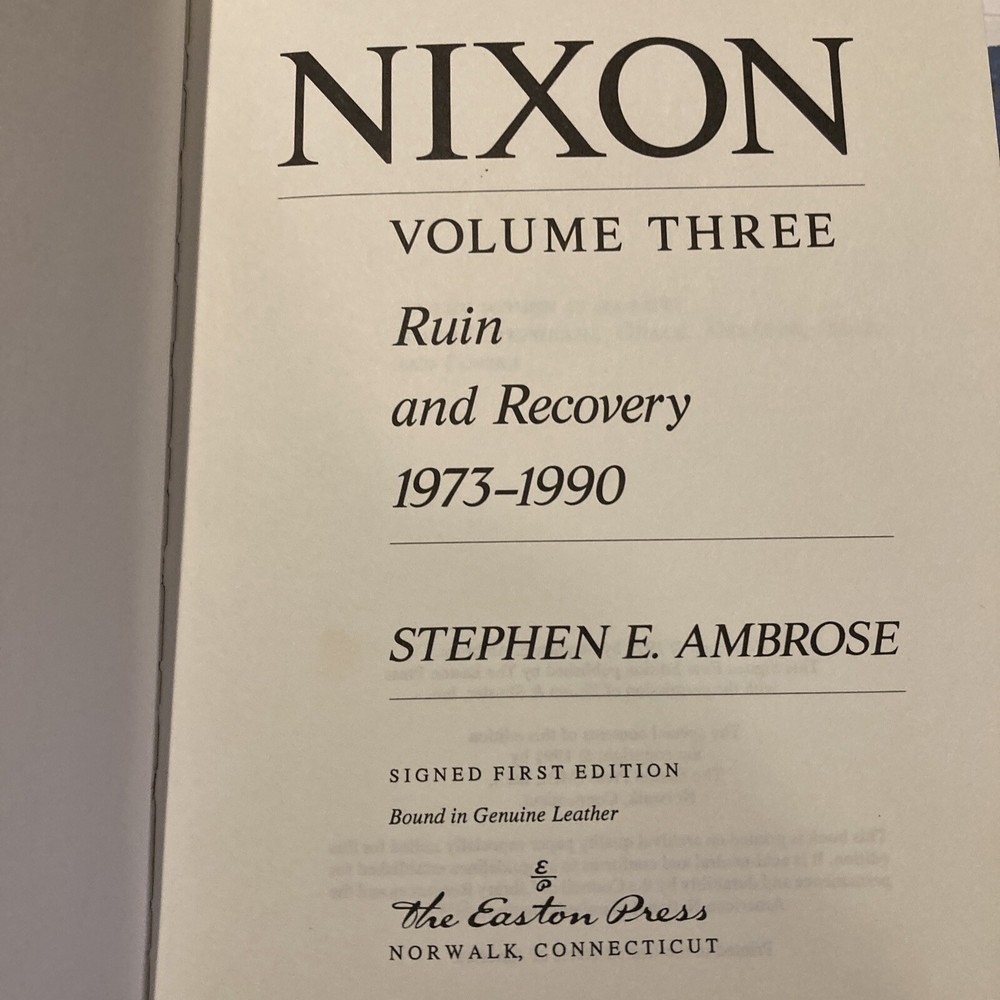 NIXON
VOLUME THREE
Ruin
and Recovery
1973–1990
STEPHEN E. AMBROSE
SIGNED FIRST EDITION
Bound in Genuine Leather
EP
The Easton Press
NORWALK, CONNECTICUT